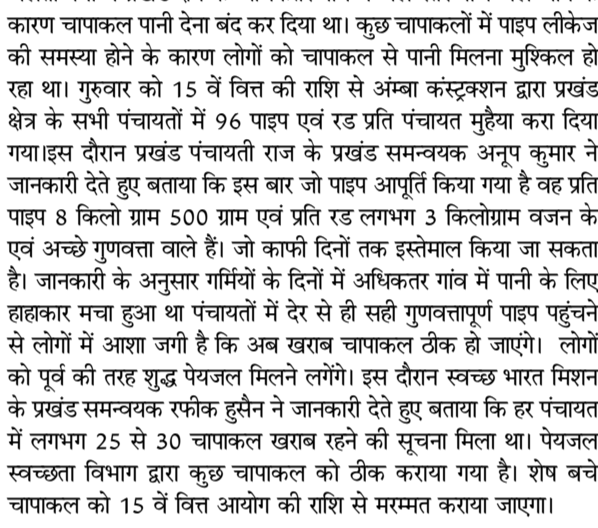 कारण चापाकल पानी देना बंद कर दिया था। कुछ चापाकलों में पाइप लीकेज
की समस्या होने के कारण लोगों को चापाकल से पानी मिलना मुश्किल हो
रहा था। गुरुवार को 15 वें वित्त की राशि से अंम्बा कंस्ट्रक्शन द्वारा प्रखंड
क्षेत्र के सभी पंचायतों में 96 पाइप एवं रड प्रति पंचायत मुहैया करा दिया
गया।इस दौरान प्रखंड पंचायती राज के प्रखंड समन्वयक अनूप कुमार ने
जानकारी देते हुए बताया कि इस बार जो पाइप आपूर्ति किया गया है वह प्रति
पाइप 8 किलो ग्राम 500 ग्राम एवं प्रति रड लगभग 3 किलोग्राम वजन के
एवं अच्छे गुणवत्ता वाले हैं। जो काफी दिनों तक इस्तेमाल किया जा सकता
है। जानकारी के अनुसार गर्मियों के दिनों में अधिकतर गांव में पानी के लिए
हाहाकार मचा हुआ था पंचायतों में देर से ही सही गुणवत्तापूर्ण पाइप पहुंचने
से लोगों में आशा जगी है कि अब खराब चापाकल ठीक हो जाएंगे। लोगों
को पूर्व की तरह शुद्ध पेयजल मिलने लगेंगे। इस दौरान स्वच्छ भारत मिशन
के प्रखंड समन्वयक रफीक हुसैन ने जानकारी देते हुए बताया कि हर पंचायत
में लगभग 25 से 30 चापाकल खराब रहने की सूचना मिला था। पेयजल
स्वच्छता विभाग द्वारा कुछ चापाकल को ठीक कराया गया है। शेष बचे
चापाकल को 15 वें वित्त आयोग की राशि से मरम्मत कराया जाएगा।